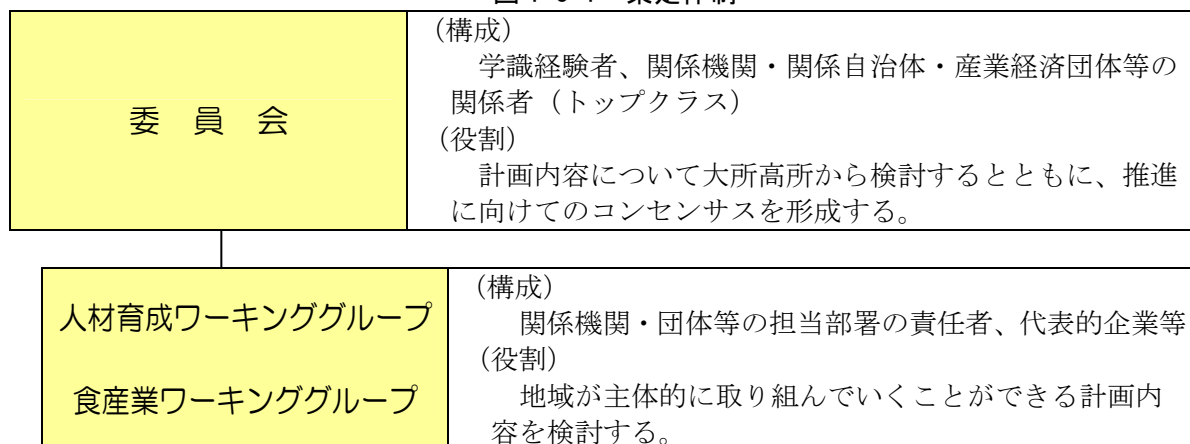 委　員　会
（構成）
学識経験者、関係機関・関係自治体・産業経済団体等の
関係者（トップクラス）
（役割）
計画内容について大所高所から検討するとともに、推進
に向けてのコンセンサスを形成する。
人材育成ワーキンググループ
食産業ワーキンググループ
（構成）
関係機関・団体等の担当部署の責任者、代表的企業等
（役割）
地域が主体的に取り組んでいくことができる計画内
容を検討する。